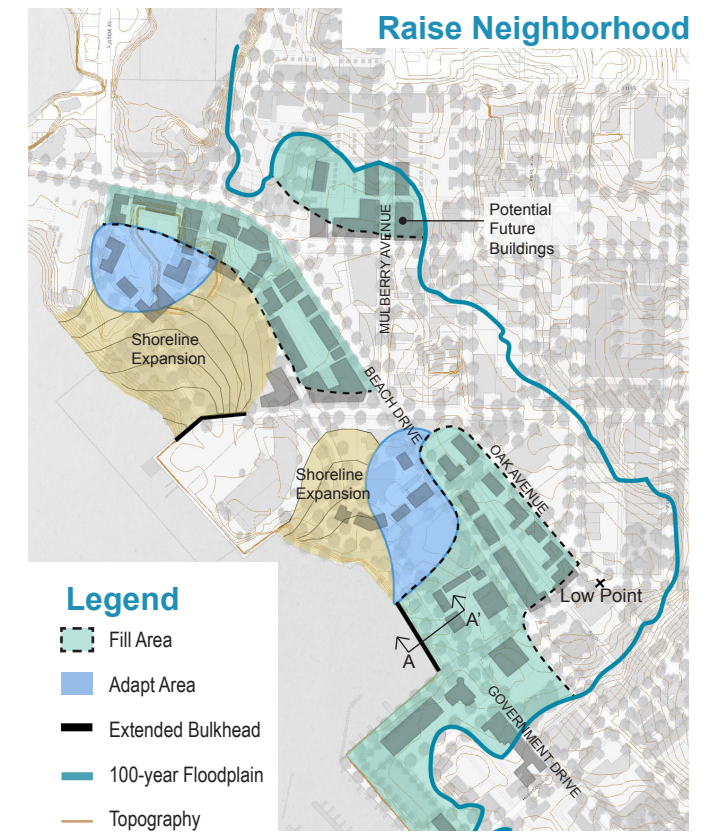 Raise Neighborhood
Potential
Future
Buildings
MULBERRY AVENUE
Shoreline
Expansion
BEACH DRIVE
OAK AVENUE
Shoreline
Expansion
Low Point
A'
A
GOVERNMENT DRIVE
Legend
Fill Area
Adapt Area
Extended Bulkhead
100-year Floodplain
Topography